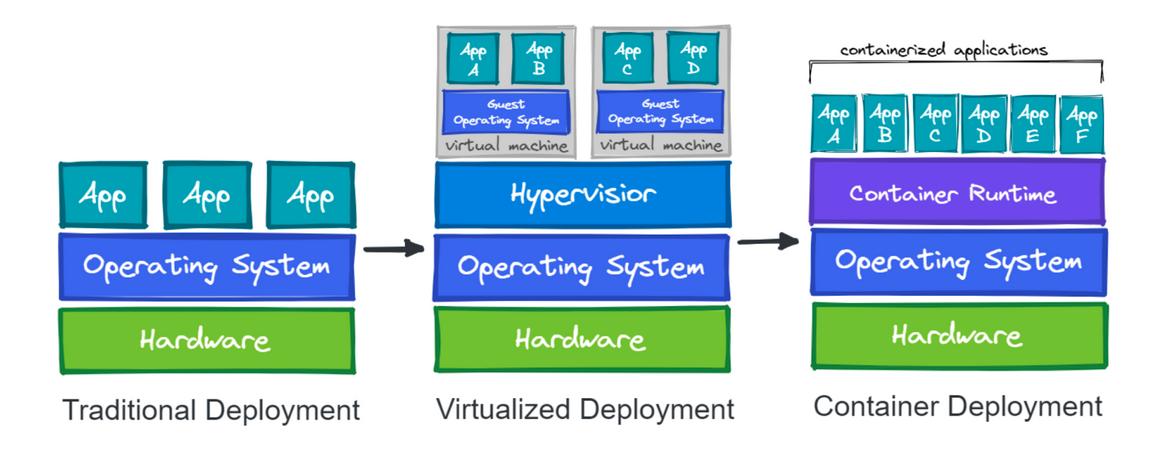 App
App
App
Operating System
Hardware
Traditional Deployment
App
A
App
B
Guest
Operating System
virtual machine
App
C
App
D
Guest
Operating System
virtual machine
Hypervisior
Operating System
Hardware
Virtualized Deployment
containerized applications
App
A
App
B
App
C
App
D
App
E
App
F
Container Runtime
Operating System
Hardware
Container Deployment